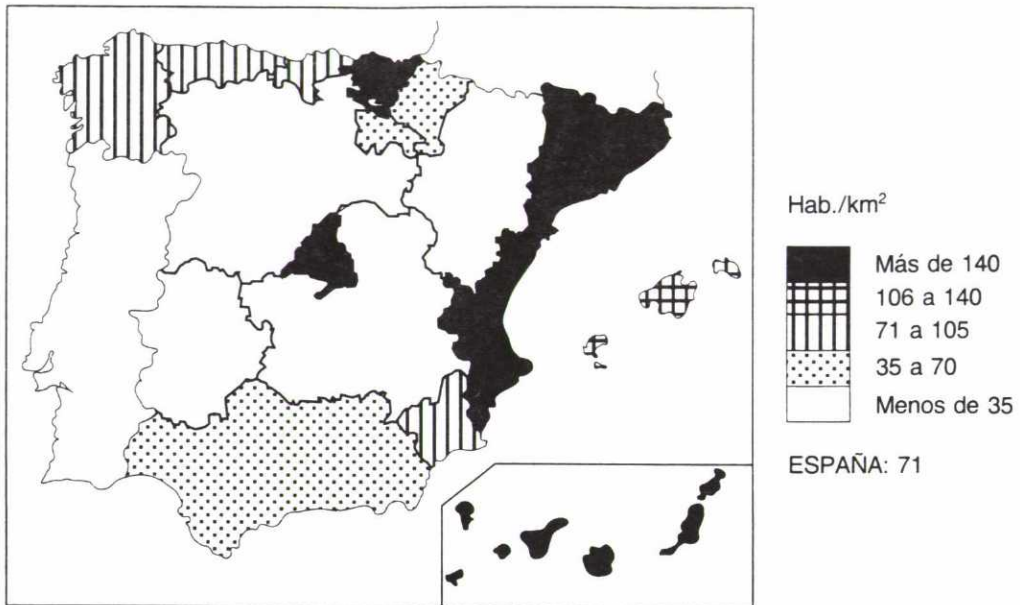 Hab./km²
Más de 140
106 a 140
71 a 105
35 a 70
Menos de 35
ESPAÑA: 71